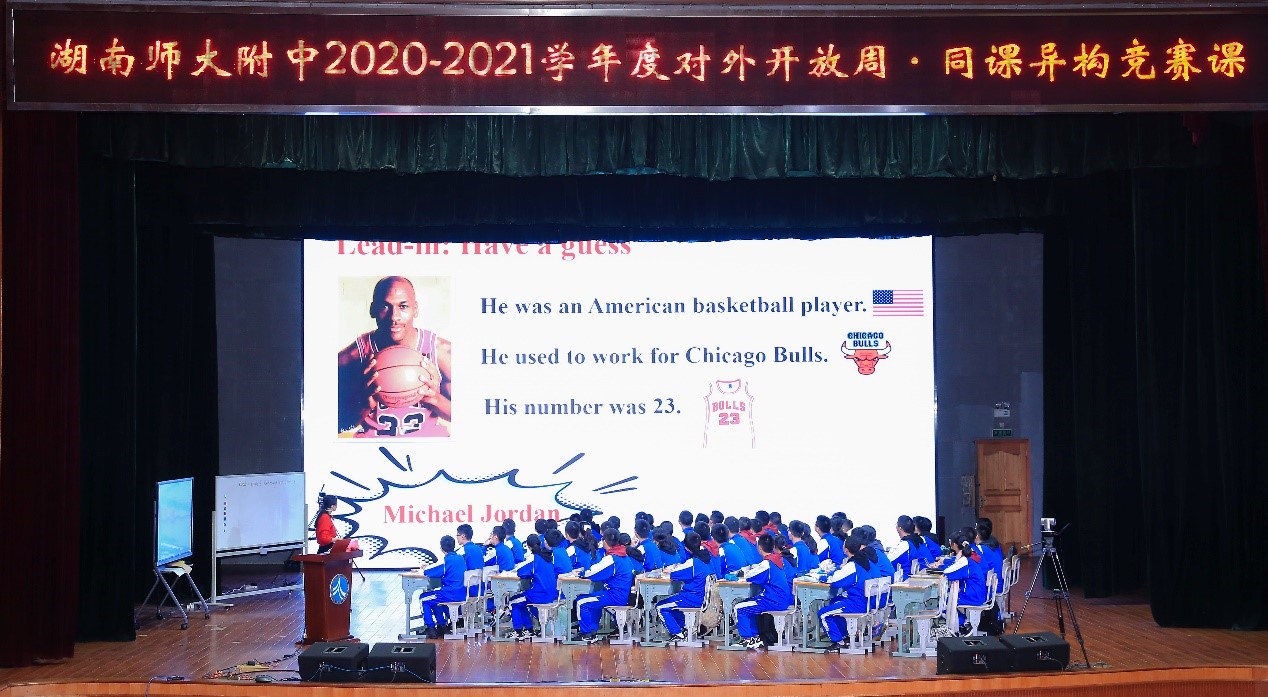 湖南师大附中2020-2021学年度对外开放周·同课异构竞赛课
Lead-in: Have a guess
He was an American basketball player.
CHICAGO
BULLS
He used to work for Chicago Bulls.
His number was 23.
BULLS
23
23
Michael Jordan